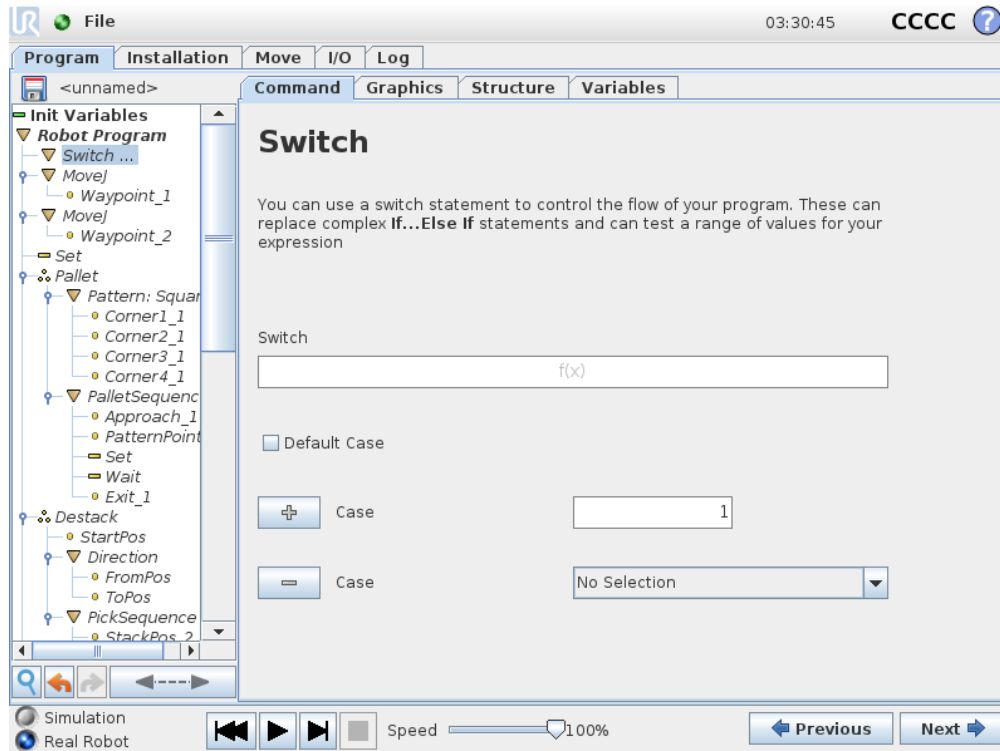 UR File 03:30:45 CCCC ?
Program Installation Move I/O Log
<unnamed>
Command Graphics Structure Variables
Init Variables
Robot Program
Switch ...
MoveJ
Waypoint_1
MoveJ
Waypoint_2
Set
Pallet
Pattern: Squar
Corner1_1
Corner2_1
Corner3_1
Corner4_1
PalletSequenc
Approach_1
PatternPoint
Set
Wait
Exit_1
Destack
StartPos
Direction
FromPos
ToPos
PickSequence
StackPos_2
Switch
You can use a switch statement to control the flow of your program. These can
replace complex If...Else If statements and can test a range of values for your
expression
Switch
f(x)
Default Case
Case 1
Case No Selection
Simulation
Real Robot
Speed 100%
Previous Next